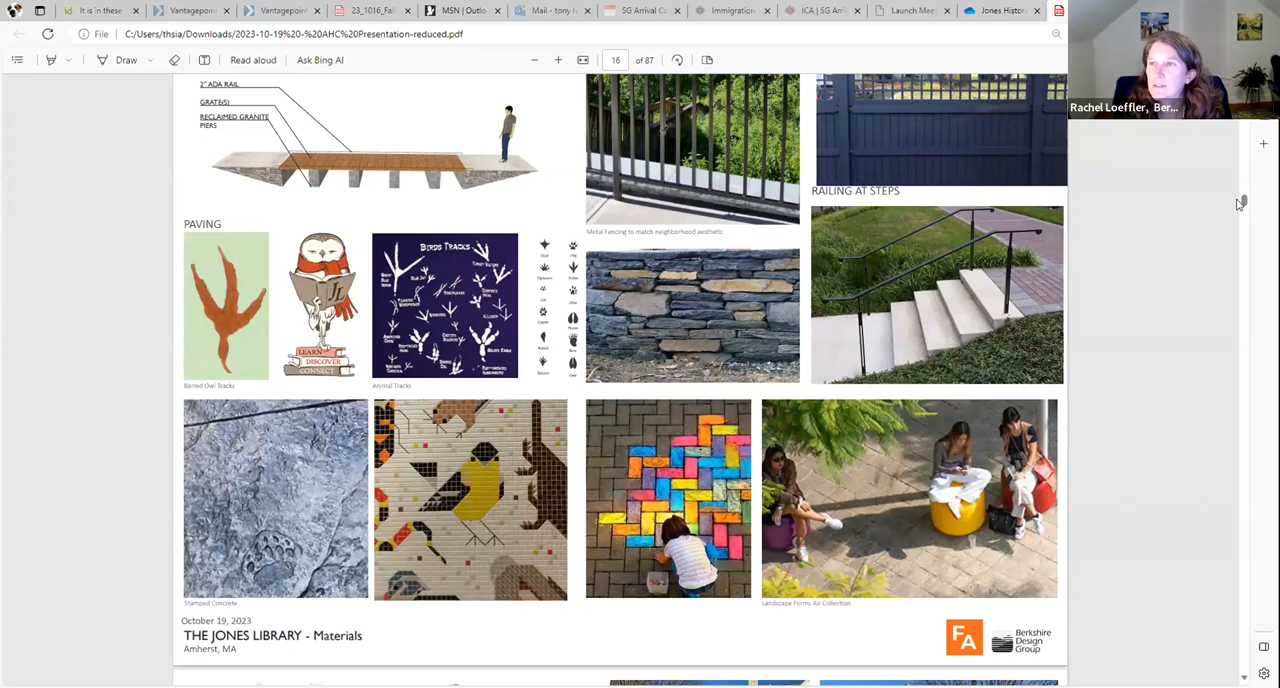 It is in these
Vantagepoint
Vantagepoint
23_1016_Fall
MSN | Outlo
Mail - tony h
SG Arrival Ca
Immigration
ICA | SG Arri
Launch Mee
Jones Histor
File
C:/Users/thsia/Downloads/2023-10-19%20-%20AHC%20Presentation-reduced.pdf
Draw
Read aloud
Ask Bing AI
16
of 87
Rachel Loeffler, Ber...
2" ADA RAIL
GRATE(S)
RECLAIMED GRANITE
PIERS
RAILING AT STEPS
PAVING
Metal Fencing to match neighborhood aesthetic
BIRDS TRACKS
JL
LEARN
DISCOVER
CONNECT
Barred Owl Tracks
Animal Tracks
Stamped Concrete
Landscape Forms Air Collection
October 19, 2023
THE JONES LIBRARY - Materials
Amherst, MA
FA
Berkshire
Design
Group